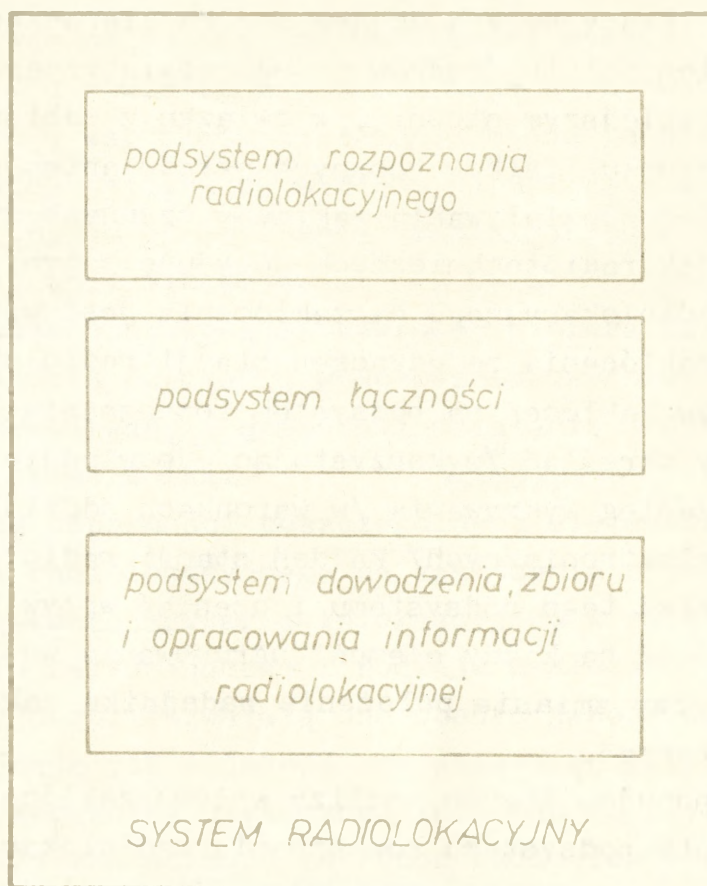 podsystem rozpoznania
radiolokacyjnego
podsystem łączności
podsystem dowodzenia, zbioru
i opracowania informacji
radiolokacyjnej
SYSTEM RADIOLOKACYJNY